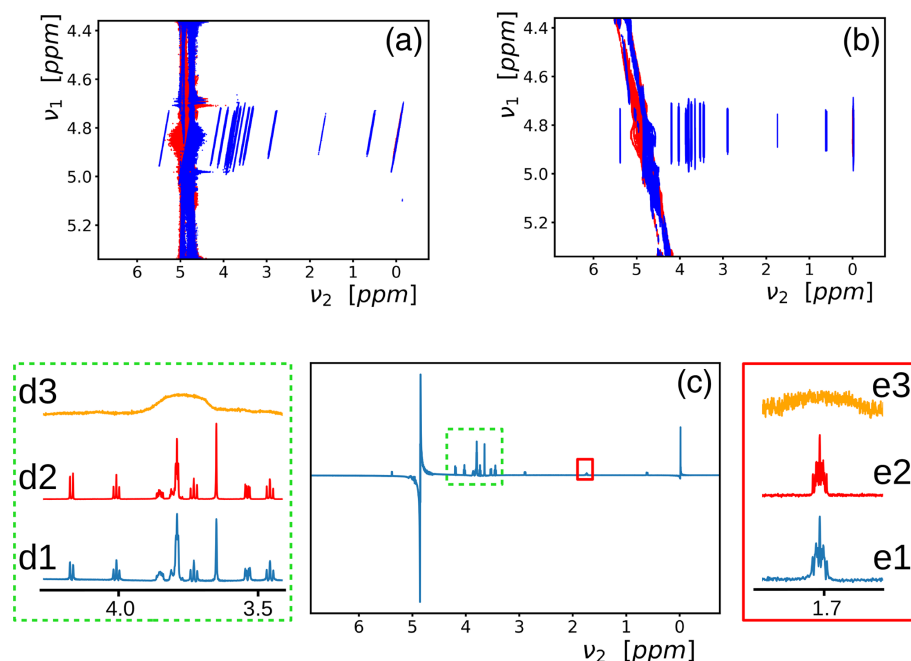 (a)
ν₁ [ppm]
4.4
4.6
4.8
5.0
5.2
6 5 4 3 2 1 0
ν₂ [ppm]
(b)
ν₁ [ppm]
4.4
4.6
4.8
5.0
5.2
6 5 4 3 2 1 0
ν₂ [ppm]
d3
d2
d1
4.0 3.5
(c)
6 5 4 3 2 1 0
ν₂ [ppm]
e3
e2
e1
1.7